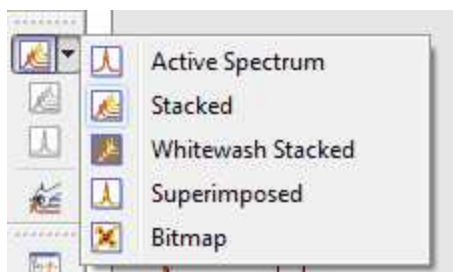 Active Spectrum
Stacked
Whitewash Stacked
Superimposed
Bitmap